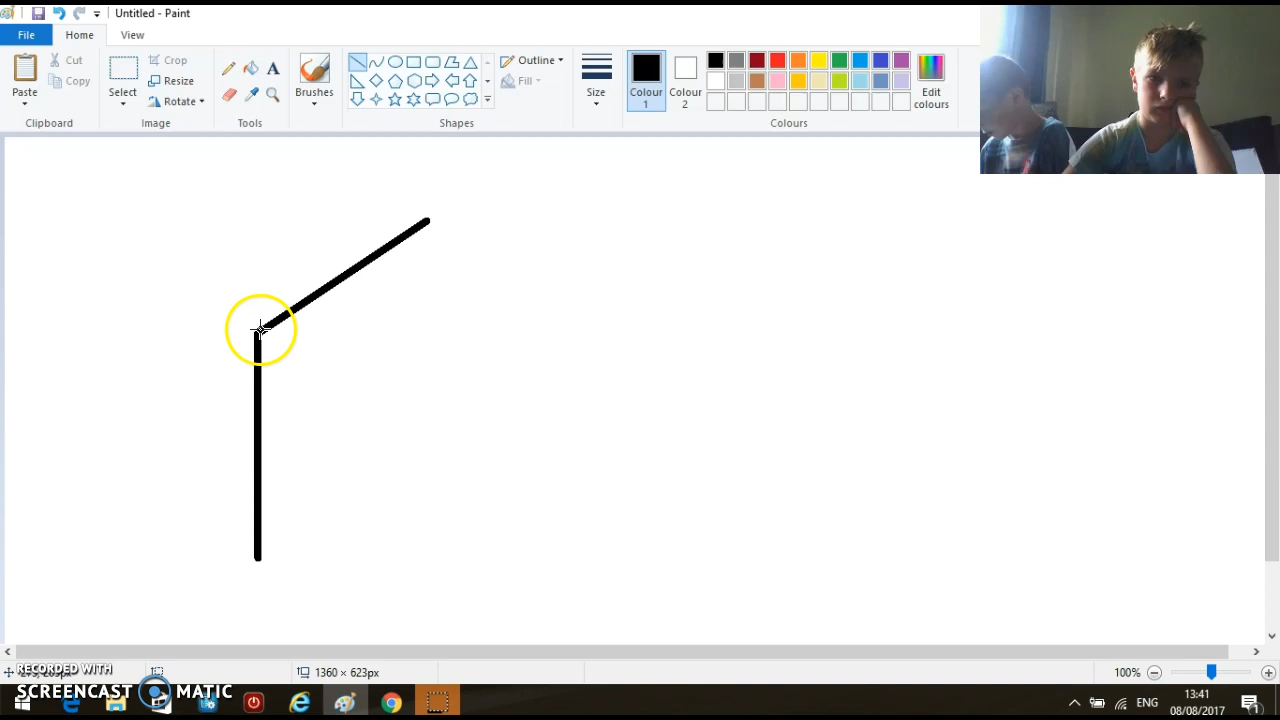 Untitled - Paint
File Home View
Paste
Cut
Copy
Clipboard
Select
Crop
Resize
Rotate
Image
A
Tools
Brushes
Outline
Fill
Shapes
Size
Colour 1
Colour 2
Edit colours
Colours
1360 × 623px
100%
RECORDED WITH
SCREENCAST MATIC
ENG
13:41
08/08/2017